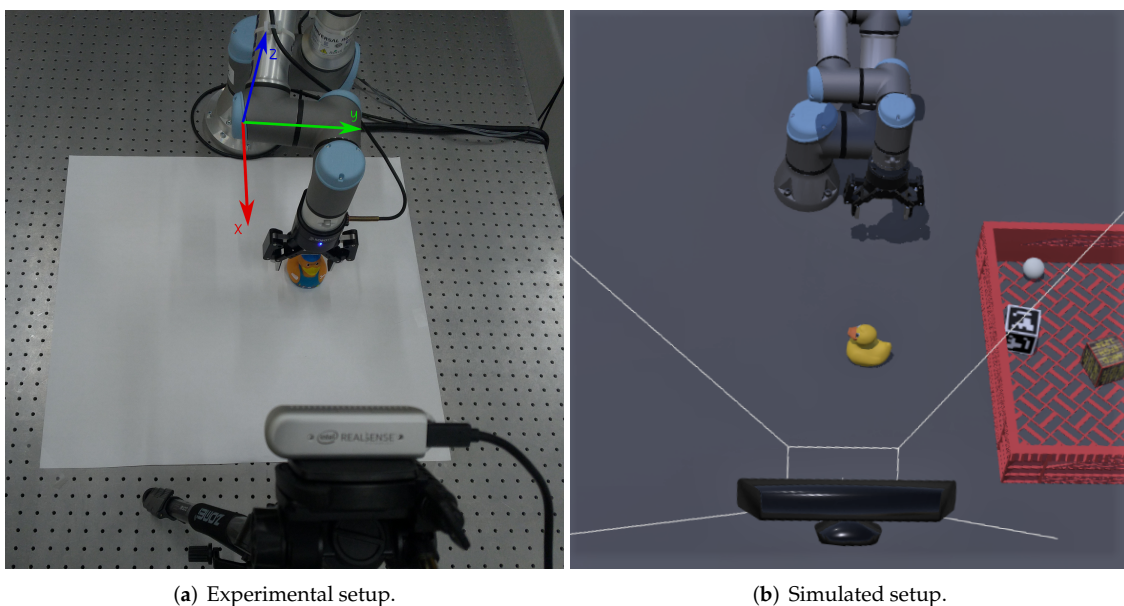 z
y
x
intel REALSENSE
(a) Experimental setup.
(b) Simulated setup.